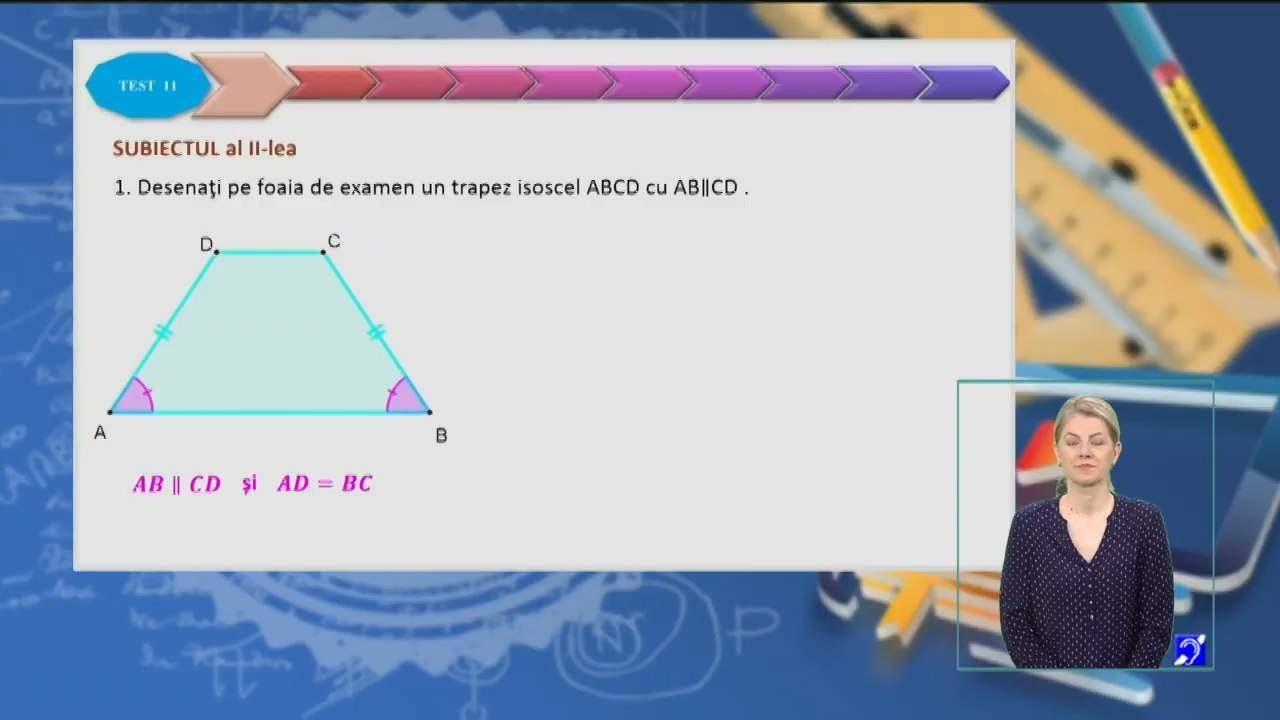 TEST 11
SUBIECTUL al II-lea
1. Desenaţi pe foaia de examen un trapez isoscel ABCD cu AB∥CD .
D
C
A
B
AB ∥ CD şi AD = BC
N
P